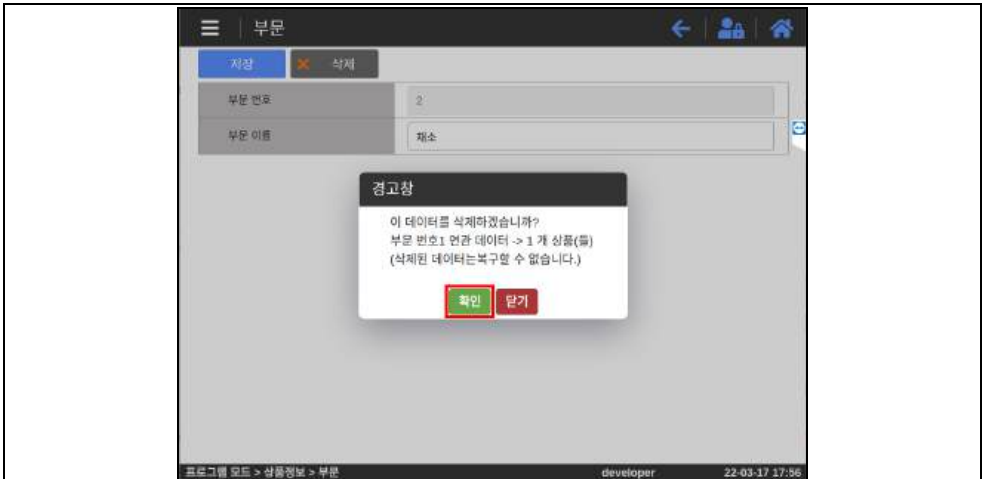 부문
저장
삭제
부문 번호
2
부문 이름
채소
경고창
이 데이터를 삭제하겠습니까?
부문 번호1 연관 데이터 -> 1 개 상품(들)
(삭제된 데이터는복구할 수 없습니다.)
확인 닫기
프로그램 모드 > 상품정보 > 부문 developer 22-03-17 17:56